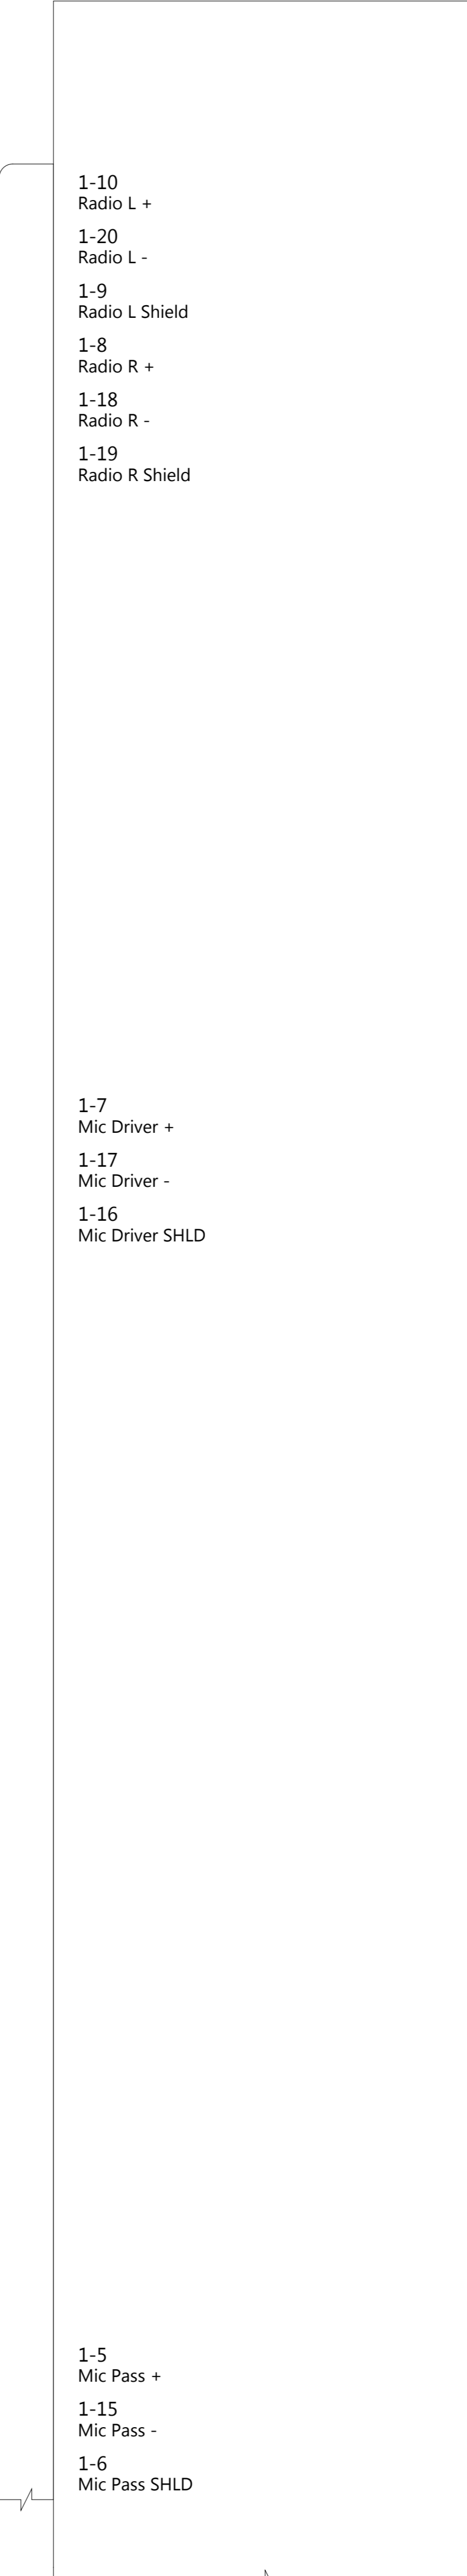 1-10
Radio L +
1-20
Radio L -
1-9
Radio L Shield
1-8
Radio R +
1-18
Radio R -
1-19
Radio R Shield
1-7
Mic Driver +
1-17
Mic Driver -
1-16
Mic Driver SHLD
1-5
Mic Pass +
1-15
Mic Pass -
1-6
Mic Pass SHLD